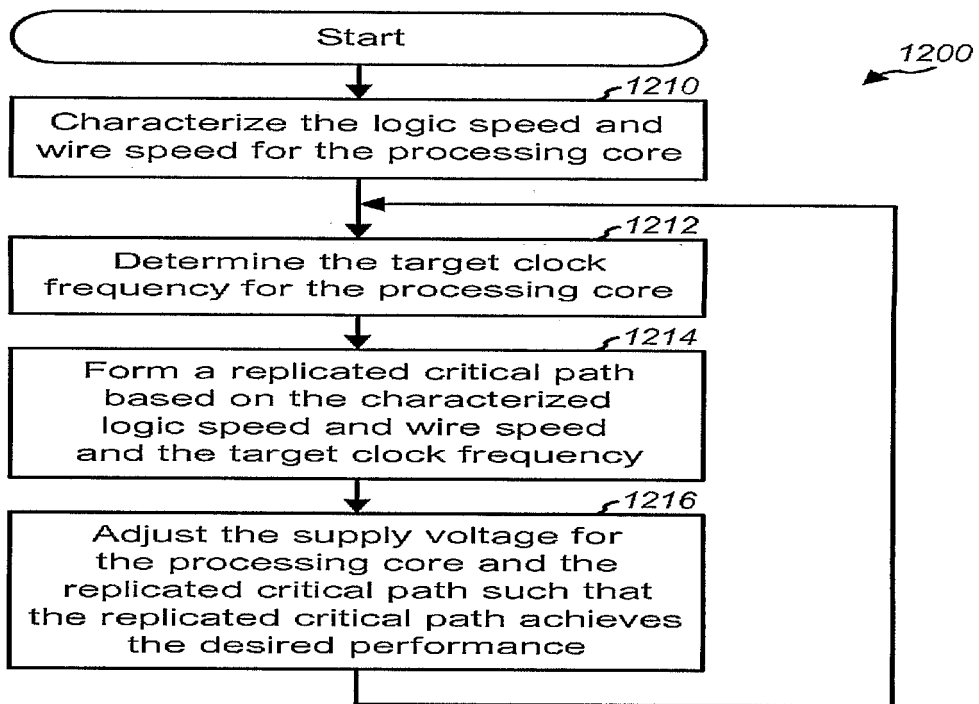 Start
1200
1210
Characterize the logic speed and
wire speed for the processing core
1212
Determine the target clock
frequency for the processing core
1214
Form a replicated critical path
based on the characterized
logic speed and wire speed
and the target clock frequency
1216
Adjust the supply voltage for
the processing core and the
replicated critical path such that
the replicated critical path achieves
the desired performance